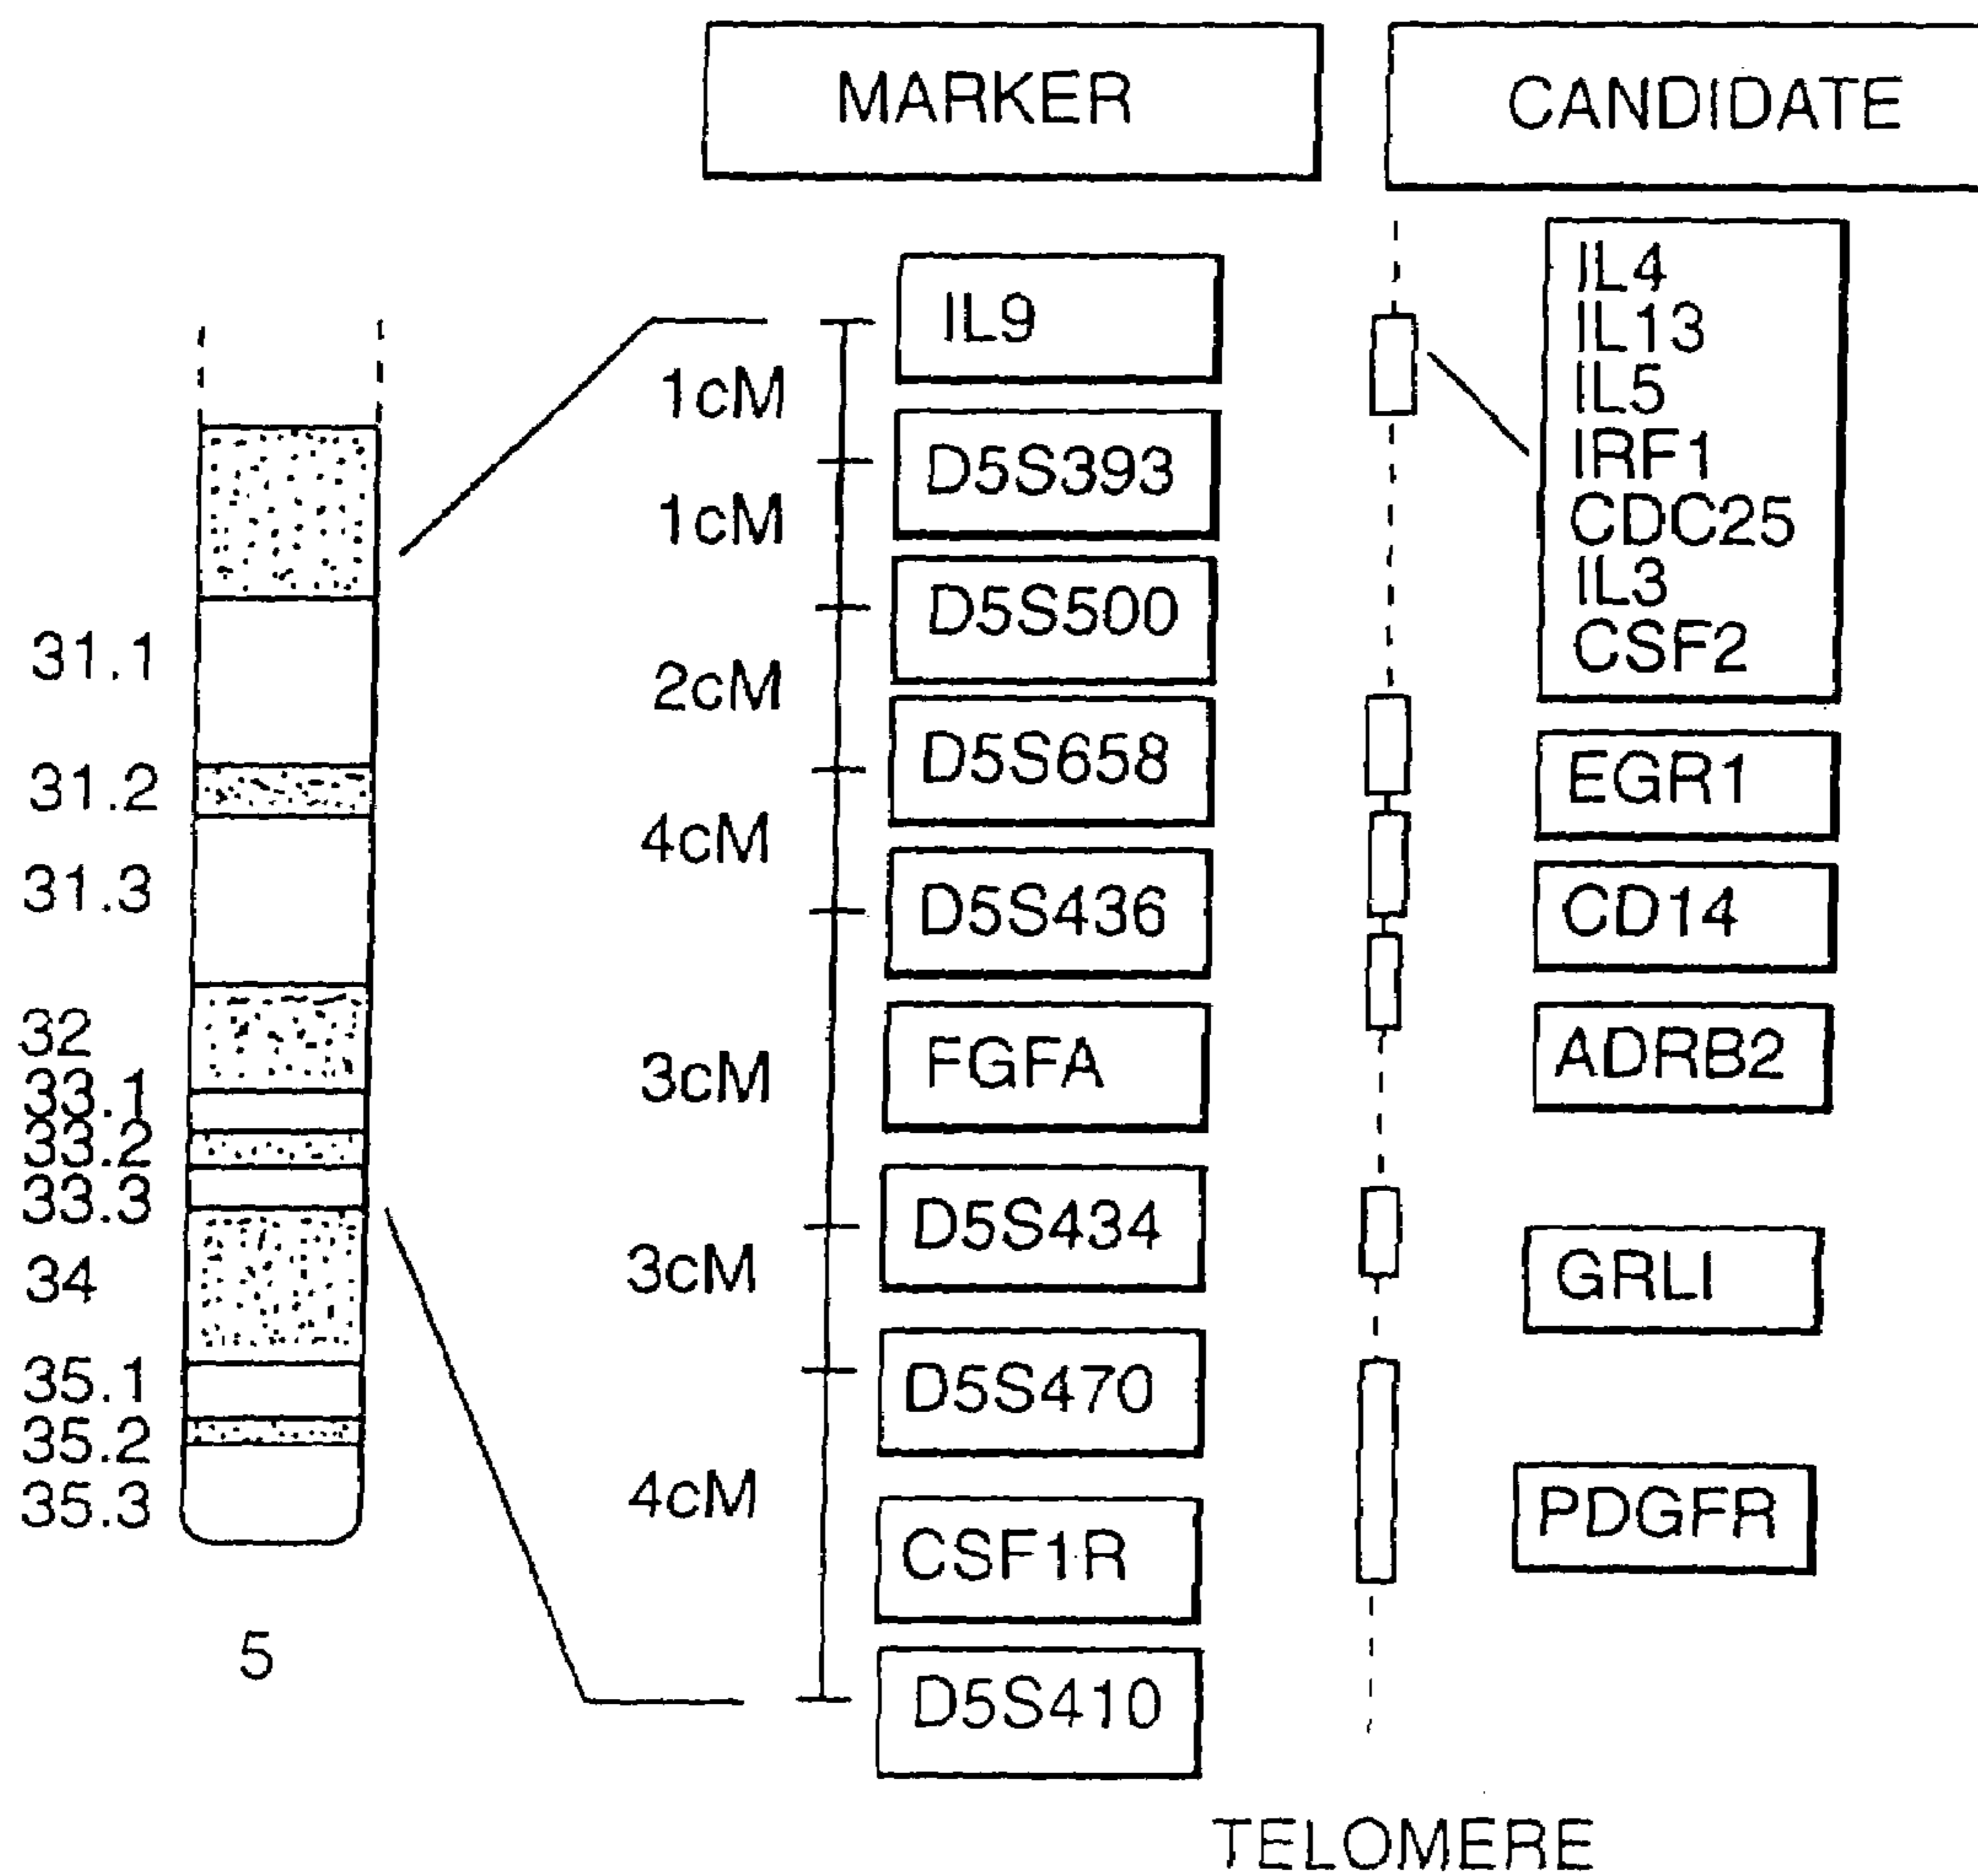 MARKER
CANDIDATE
31.1
31.2
31.3
32
33.1
33.2
33.3
34
35.1
35.2
35.3
5
1cM
1cM
2cM
4cM
3cM
3cM
4cM
IL9
D5S393
D5S500
D5S658
D5S436
FGFA
D5S434
D5S470
CSF1R
D5S410
IL4
IL13
IL5
IRF1
CDC25
IL3
CSF2
EGR1
CD14
ADRB2
GRLI
PDGFR
TELOMERE